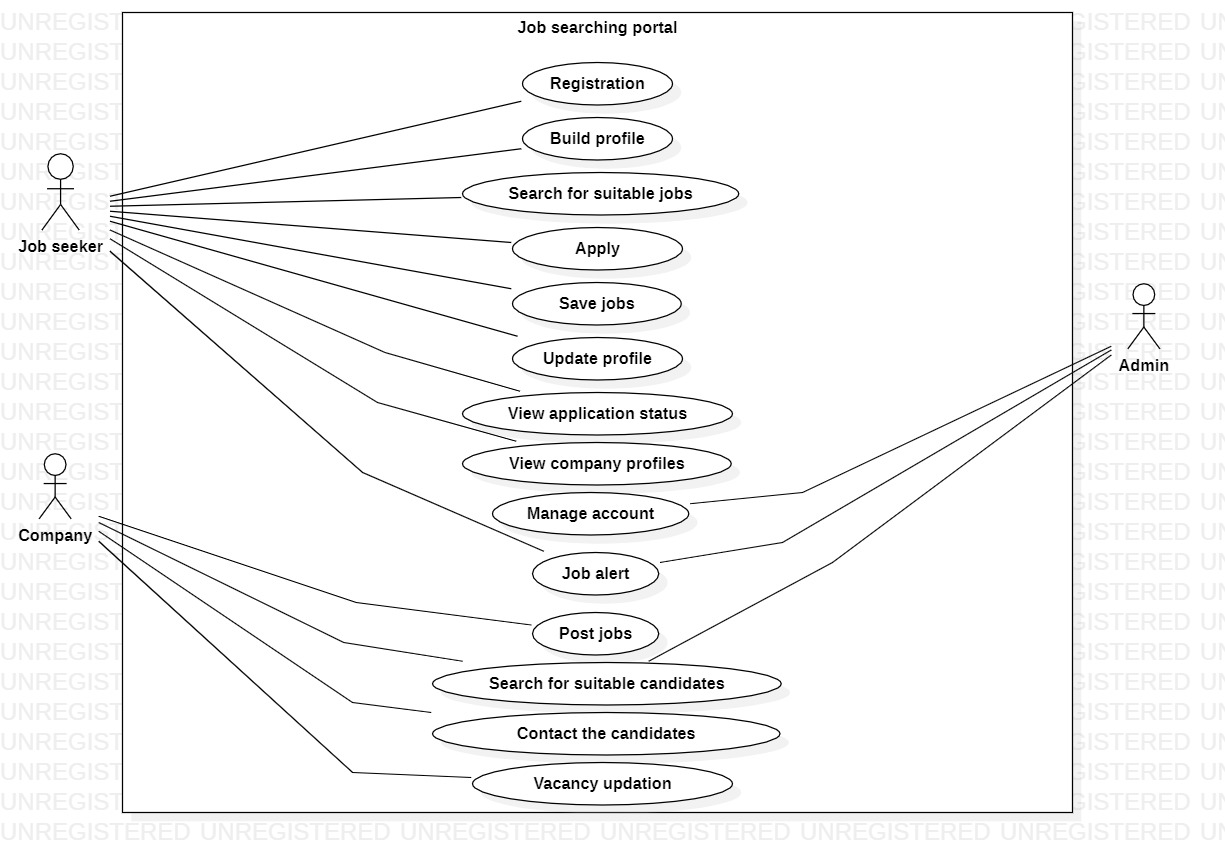 Job searching portal
Registration
Build profile
Search for suitable jobs
Job seeker
Apply
Save jobs
Update profile
Admin
View application status
View company profiles
Manage account
Company
Job alert
Post jobs
Search for suitable candidates
Contact the candidates
Vacancy updation
UNREGISTERED UNREGISTERED UNREGISTERED UNREGISTERED UNREGISTERED UNREGISTERED UN